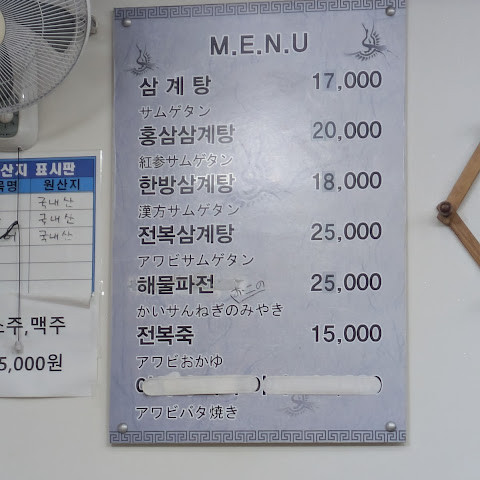 M.E.N.U
삼계탕 17,000
サムゲタン
홍삼삼계탕 20,000
紅参サムゲタン
한방삼계탕 18,000
漢方サムゲタン
전복삼계탕 25,000
アワビサムゲタン
해물파전 25,000
かいさんねぎのみやき
전복죽 15,000
アワビおかゆ
アワビバタ焼き
산지 표시판
목명 원산지
국내산
국내산
국내산
소주,맥주
5,000원